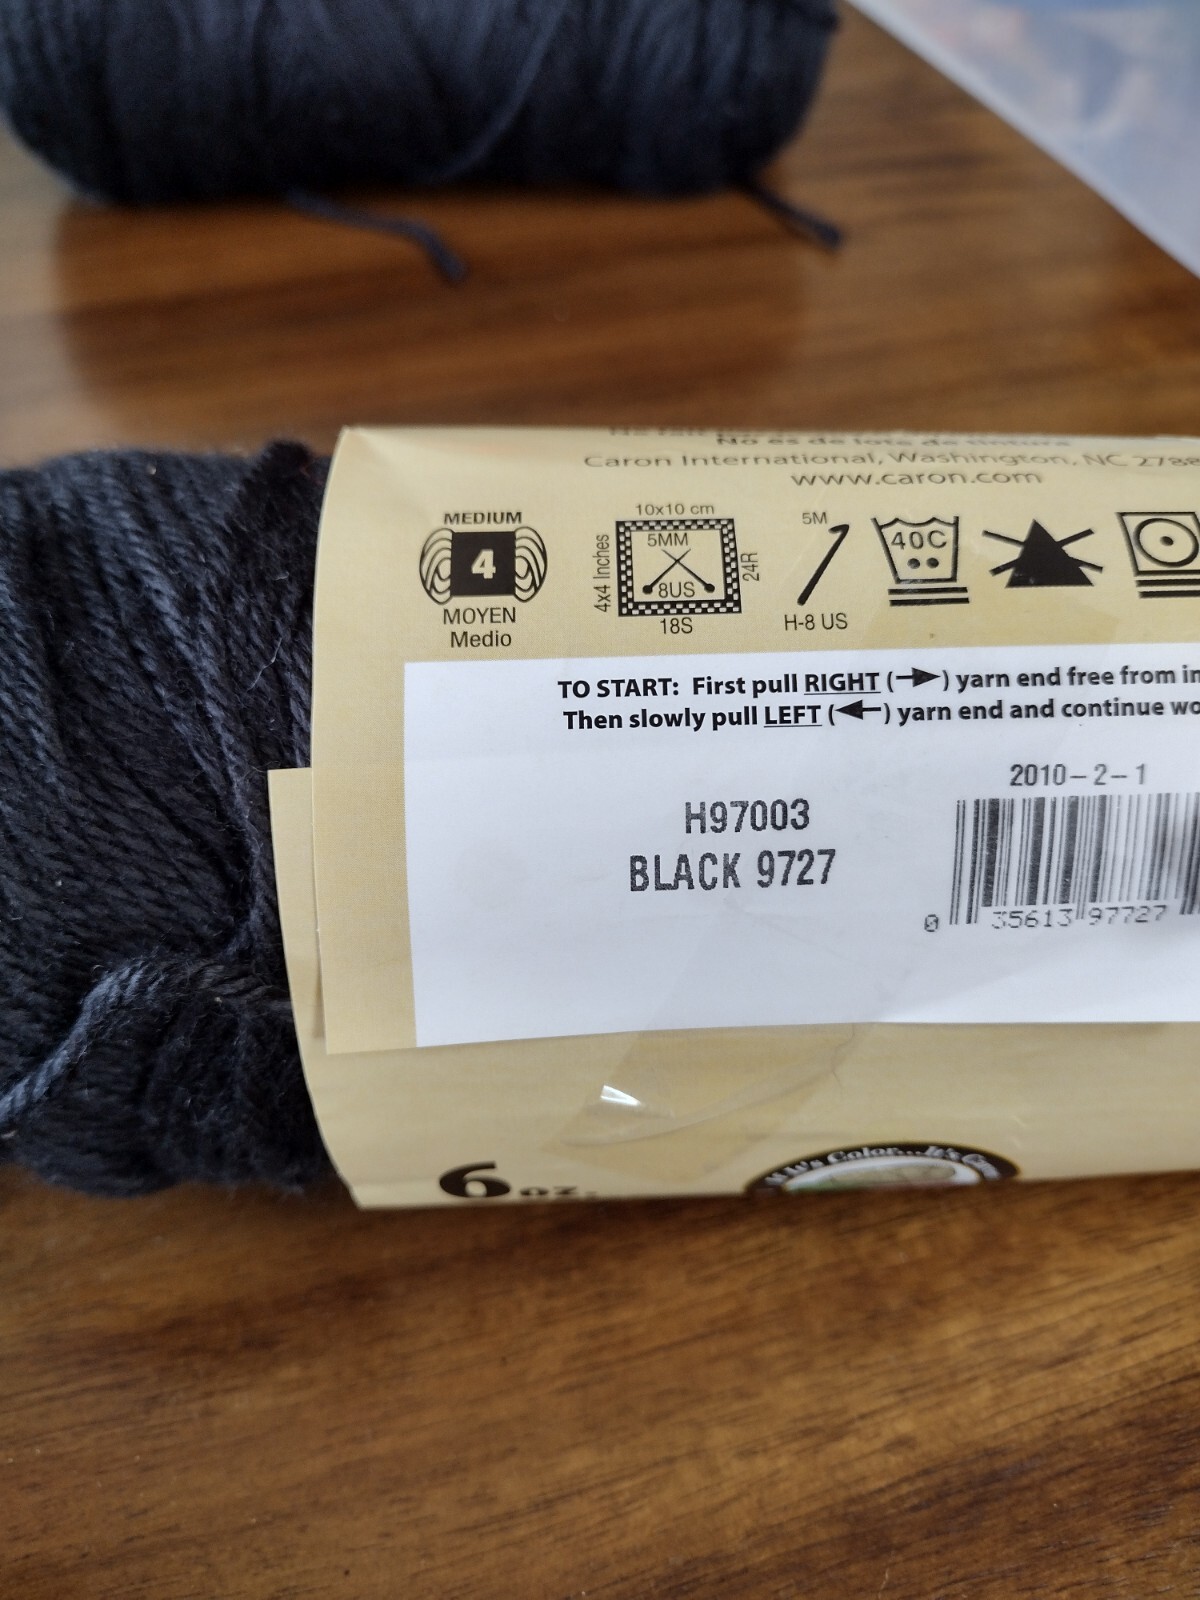 No es de lote de tintura
Caron International, Washington, NC 2788
www.caron.com
MEDIUM
4
MOYEN
Medio
10x10 cm
4x4 Inches
5MM
8US
24R
18S
5M
H-8 US
40C
TO START: First pull RIGHT (→) yarn end free from in
Then slowly pull LEFT (←) yarn end and continue wo
2010-2-1
H97003
BLACK 9727
0 35613 97727
6 oz.
Color...It's